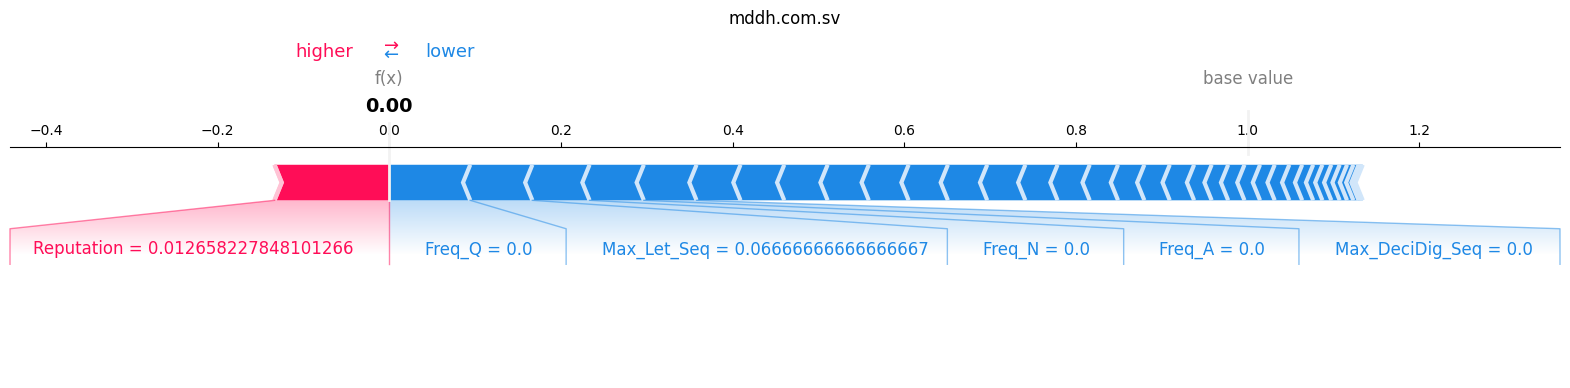 mddh.com.sv
higher ⇄ lower
f(x) base value
0.00
−0.4 −0.2 0.0 0.2 0.4 0.6 0.8 1.0 1.2
Reputation = 0.012658227848101266 Freq_Q = 0.0 Max_Let_Seq = 0.06666666666666667 Freq_N = 0.0 Freq_A = 0.0 Max_DeciDig_Seq = 0.0